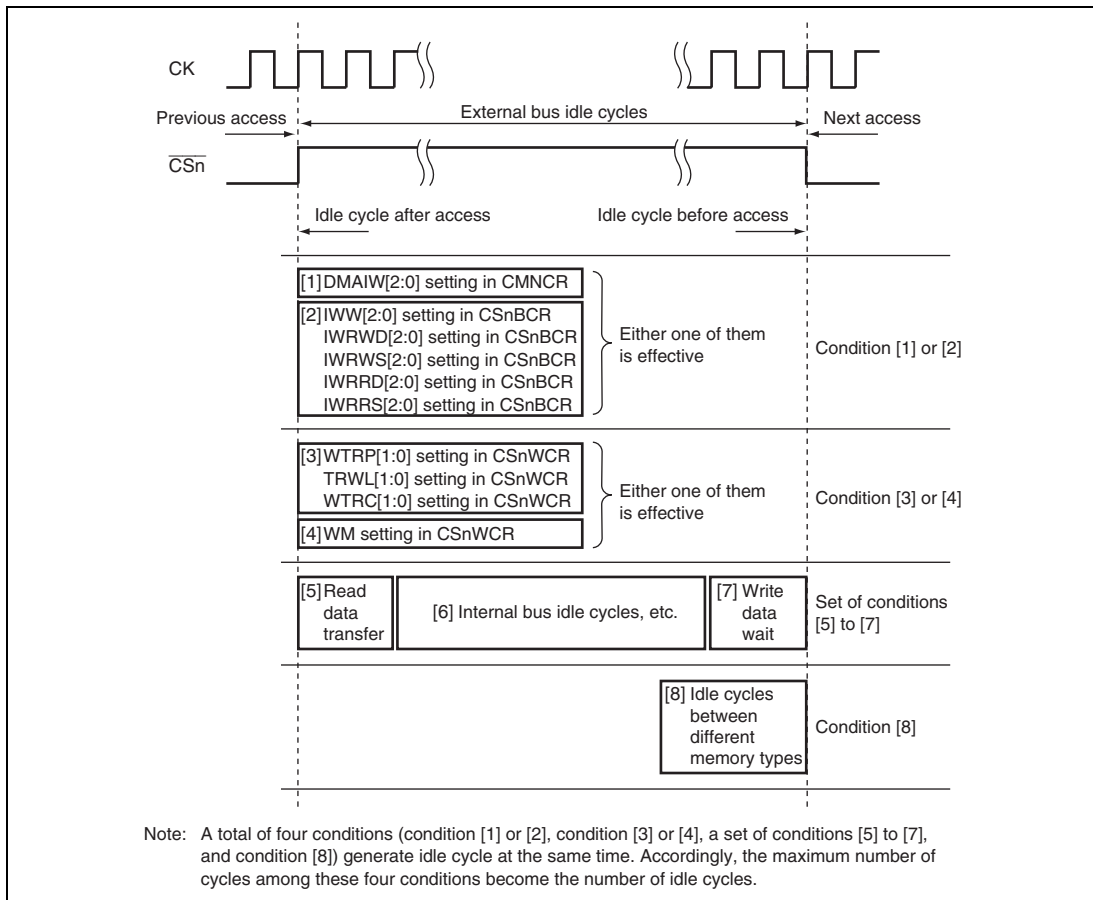 CK
Previous access
External bus idle cycles
Next access
CSn
Idle cycle after access
Idle cycle before access
[1] DMAIW[2:0] setting in CMNCR
[2] IWW[2:0] setting in CSnBCR
IWRWD[2:0] setting in CSnBCR
IWRWS[2:0] setting in CSnBCR
IWRRD[2:0] setting in CSnBCR
IWRRS[2:0] setting in CSnBCR
Either one of them
is effective
Condition [1] or [2]
[3] WTRP[1:0] setting in CSnWCR
TRWL[1:0] setting in CSnWCR
WTRC[1:0] setting in CSnWCR
[4] WM setting in CSnWCR
Either one of them
is effective
Condition [3] or [4]
[5] Read
data
transfer
[6] Internal bus idle cycles, etc.
[7] Write
data
wait
Set of conditions
[5] to [7]
[8] Idle cycles
between
different
memory types
Condition [8]
Note: A total of four conditions (condition [1] or [2], condition [3] or [4], a set of conditions [5] to [7],
and condition [8]) generate idle cycle at the same time. Accordingly, the maximum number of
cycles among these four conditions become the number of idle cycles.